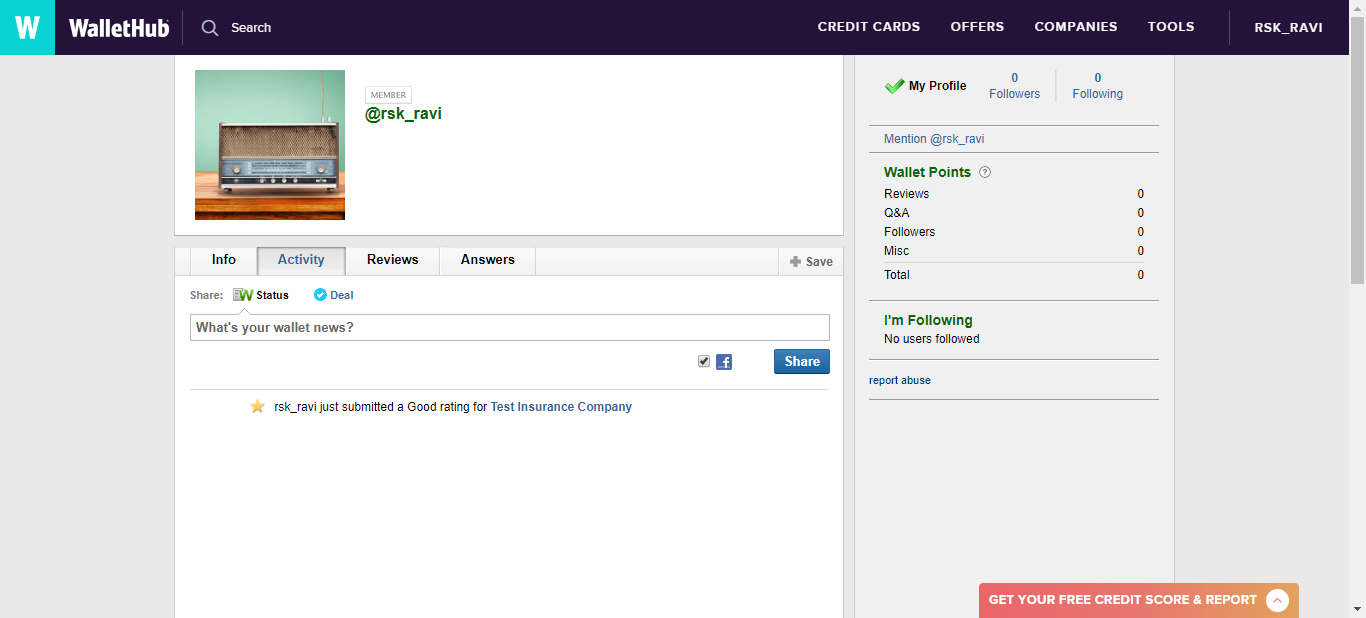 W WalletHub Search CREDIT CARDS OFFERS COMPANIES TOOLS RSK_RAVI
MEMBER
@rsk_ravi
My Profile
0 Followers
0 Following
Mention @rsk_ravi
Wallet Points ?
Reviews 0
Q&A 0
Followers 0
Misc 0
Total 0
I'm Following
No users followed
report abuse
Info Activity Reviews Answers Save
Share: W Status Deal
What's your wallet news?
f Share
rsk_ravi just submitted a Good rating for Test Insurance Company
GET YOUR FREE CREDIT SCORE & REPORT